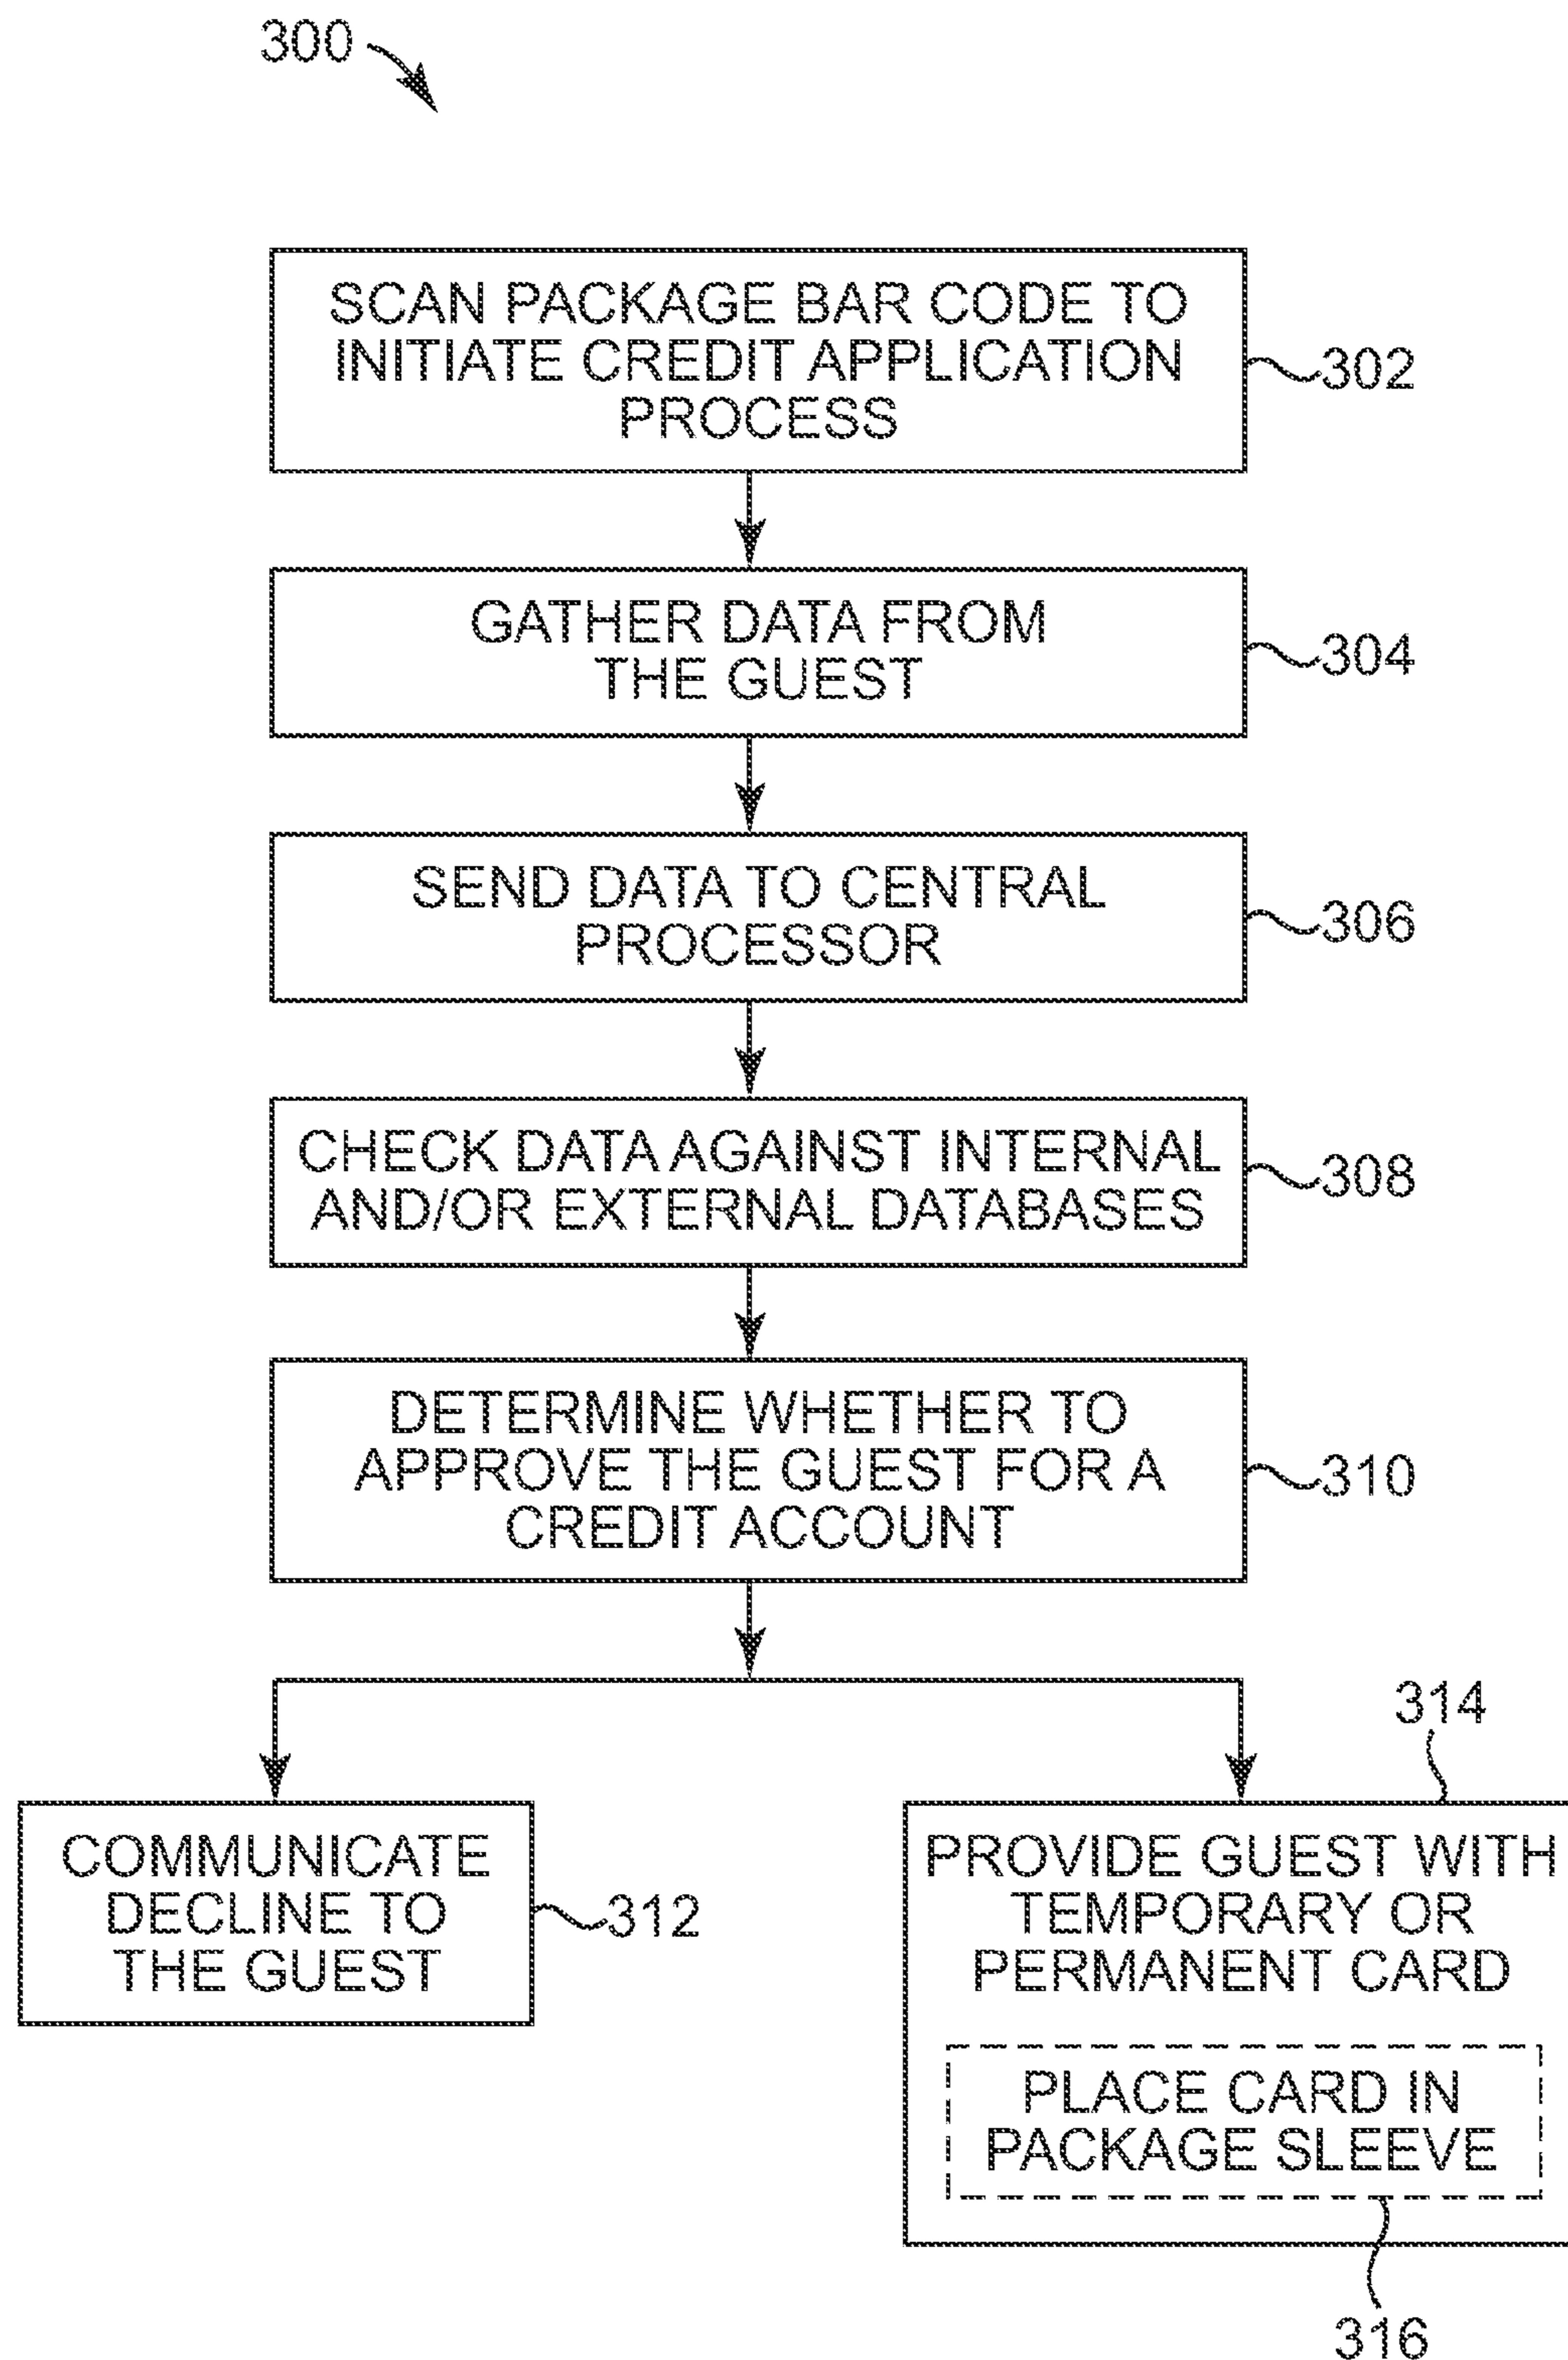 300
SCAN PACKAGE BAR CODE TO
INITIATE CREDIT APPLICATION
PROCESS
302
GATHER DATA FROM
THE GUEST
304
SEND DATA TO CENTRAL
PROCESSOR
306
CHECK DATA AGAINST INTERNAL
AND/OR EXTERNAL DATABASES
308
DETERMINE WHETHER TO
APPROVE THE GUEST FOR A
CREDIT ACCOUNT
310
COMMUNICATE
DECLINE TO
THE GUEST
312
314
PROVIDE GUEST WITH
TEMPORARY OR
PERMANENT CARD
PLACE CARD IN
PACKAGE SLEEVE
316